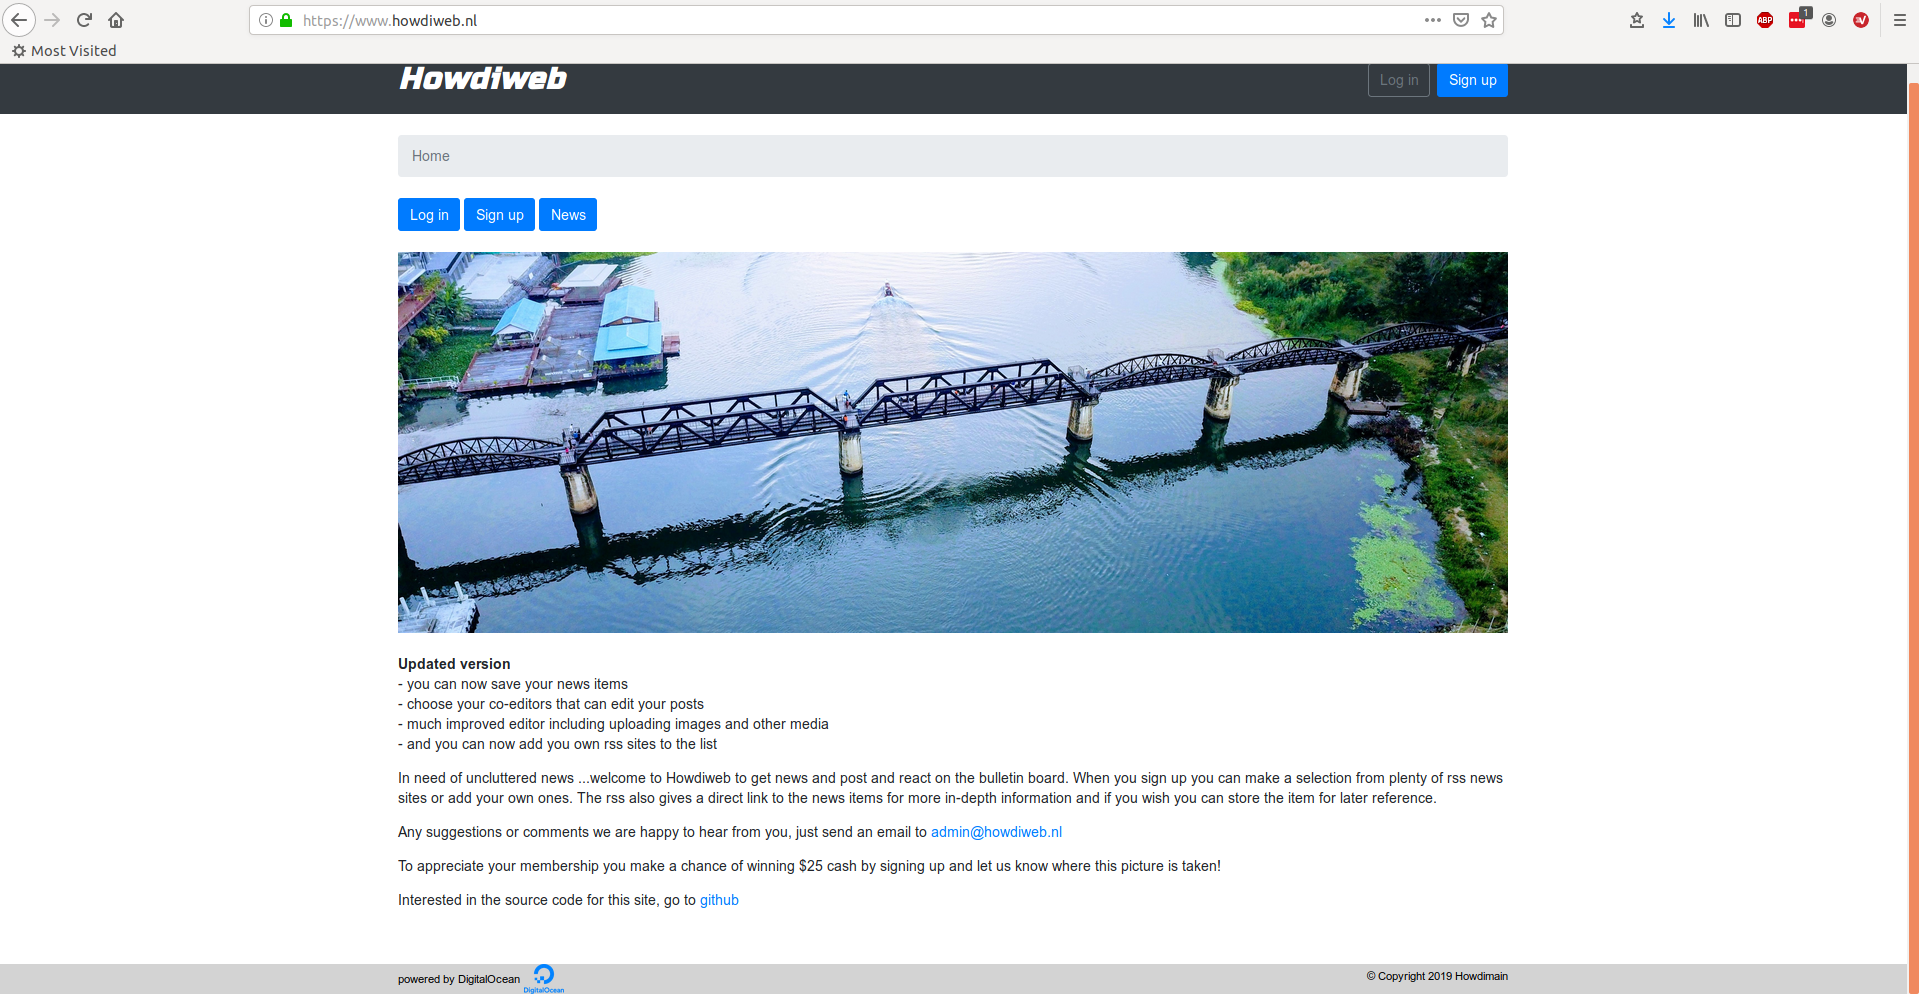 https://www.howdiweb.nl
ABP
1
Most Visited
Howdiweb
Log in
Sign up
Home
Log in
Sign up
News
Updated version
- you can now save your news items
- choose your co-editors that can edit your posts
- much improved editor including uploading images and other media
- and you can now add you own rss sites to the list
In need of uncluttered news ...welcome to Howdiweb to get news and post and react on the bulletin board. When you sign up you can make a selection from plenty of rss news
sites or add your own ones. The rss also gives a direct link to the news items for more in-depth information and if you wish you can store the item for later reference.
Any suggestions or comments we are happy to hear from you, just send an email to admin@howdiweb.nl
To appreciate your membership you make a chance of winning $25 cash by signing up and let us know where this picture is taken!
Interested in the source code for this site, go to github
powered by DigitalOcean
DigitalOcean
© Copyright 2019 Howdimain